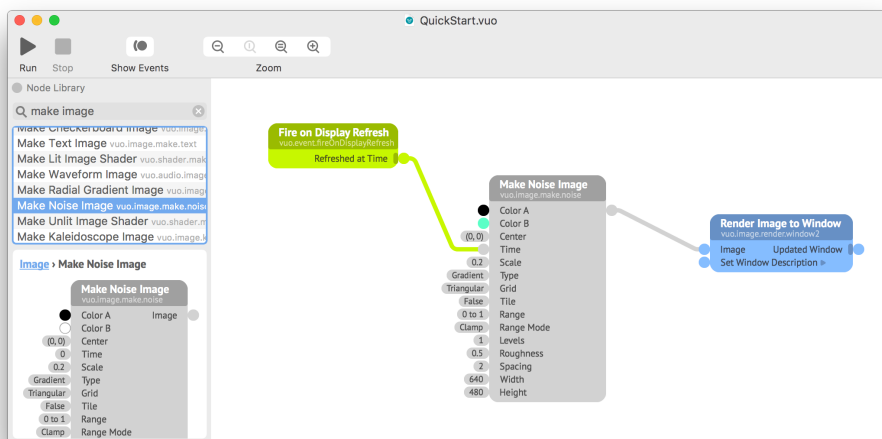 QuickStart.vuo
Run Stop Show Events Zoom
Node Library
make image
Make Checkerboard Image vuo.image.
Make Text Image vuo.image.make.text
Make Lit Image Shader vuo.shader.mak
Make Waveform Image vuo.audio.image
Make Radial Gradient Image vuo.imag
Make Noise Image vuo.image.make.nois
Make Unlit Image Shader vuo.shader.m
Make Kaleidoscope Image vuo.image.k
Image › Make Noise Image
Make Noise Image
vuo.image.make.noise
Color A Image
Color B
(0, 0) Center
0 Time
0.2 Scale
Gradient Type
Triangular Grid
False Tile
0 to 1 Range
Clamp Range Mode
Fire on Display Refresh
vuo.event.fireOnDisplayRefresh
Refreshed at Time
Make Noise Image
vuo.image.make.noise
Color A
Color B
(0, 0) Center
Time
0.2 Scale
Gradient Type
Triangular Grid
False Tile
0 to 1 Range
Clamp Range Mode
1 Levels
0.5 Roughness
2 Spacing
640 Width
480 Height
Render Image to Window
vuo.image.render.window2
Image Updated Window
Set Window Description